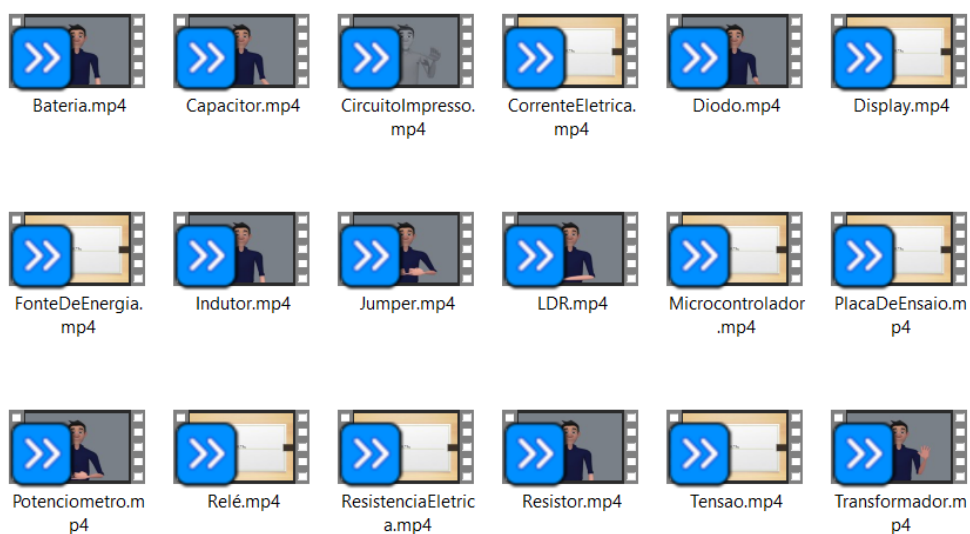 Bateria.mp4
Capacitor.mp4
CircuitoImpresso.
mp4
CorrenteEletrica.
mp4
Diodo.mp4
Display.mp4
FonteDeEnergia.
mp4
Indutor.mp4
Jumper.mp4
LDR.mp4
Microcontrolador
.mp4
PlacaDeEnsaio.m
p4
Potenciometro.m
p4
Relé.mp4
ResistenciaEletric
a.mp4
Resistor.mp4
Tensao.mp4
Transformador.m
p4